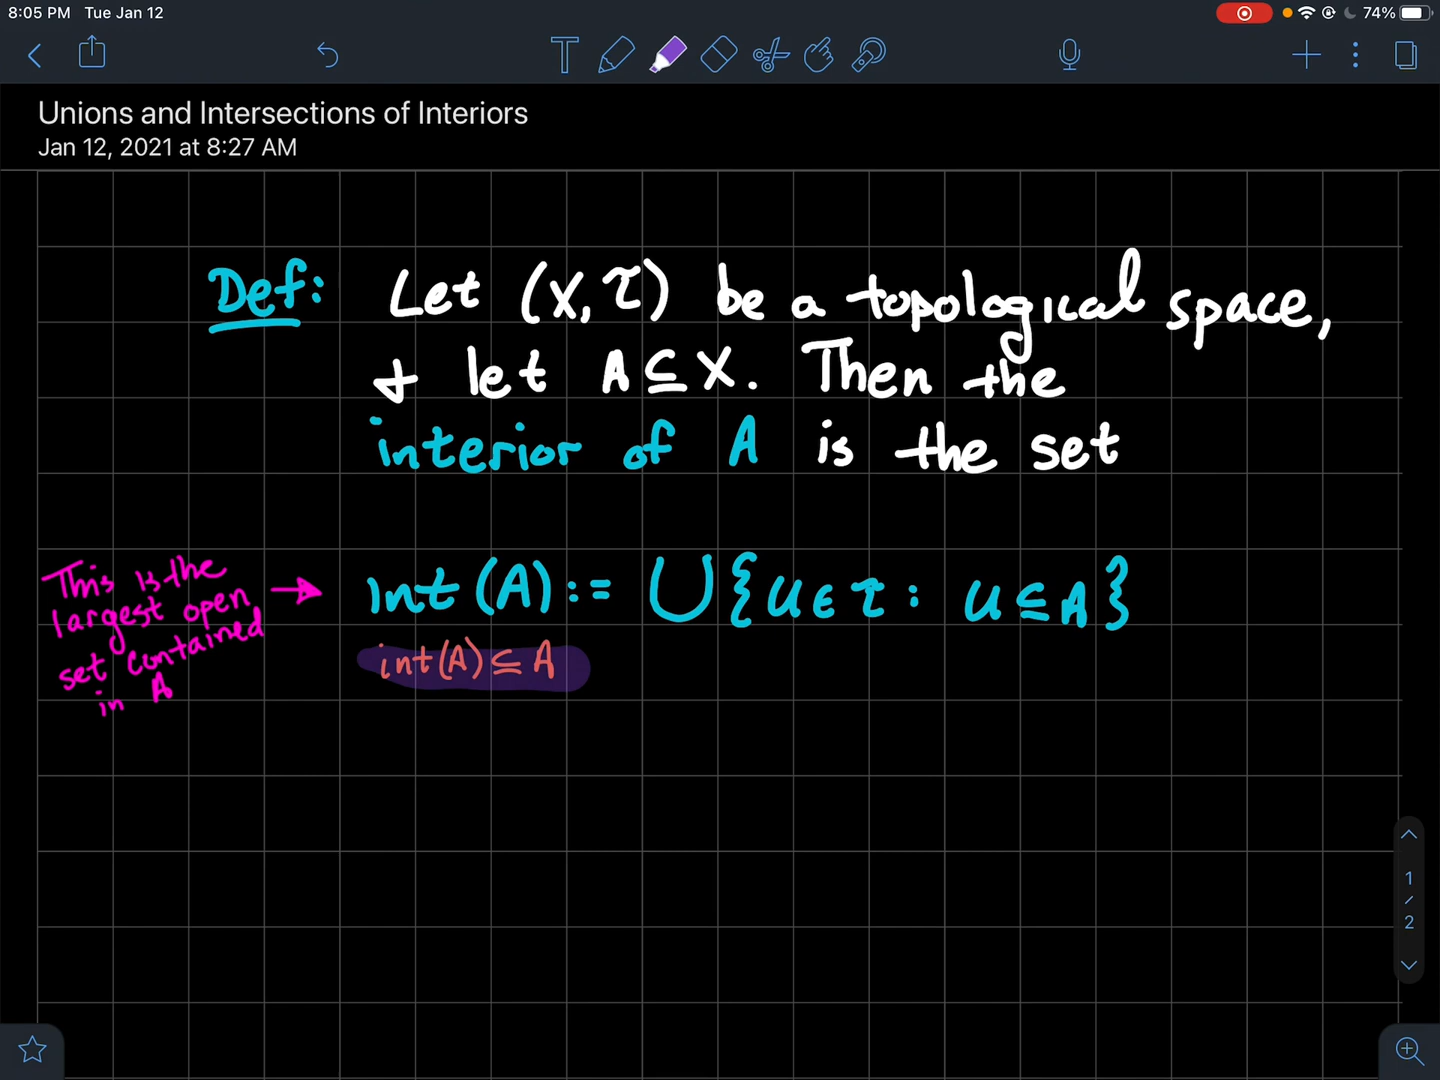 8:05 PM Tue Jan 12
74%
Unions and Intersections of Interiors
Jan 12, 2021 at 8:27 AM
Def: Let (X, τ) be a topological space,
& let A ⊆ X. Then the
interior of A is the set
This is the
largest open
set contained
in A
→ int(A) := ∪{U ∈ τ : U ⊆ A}
int(A) ⊆ A
1
/
2